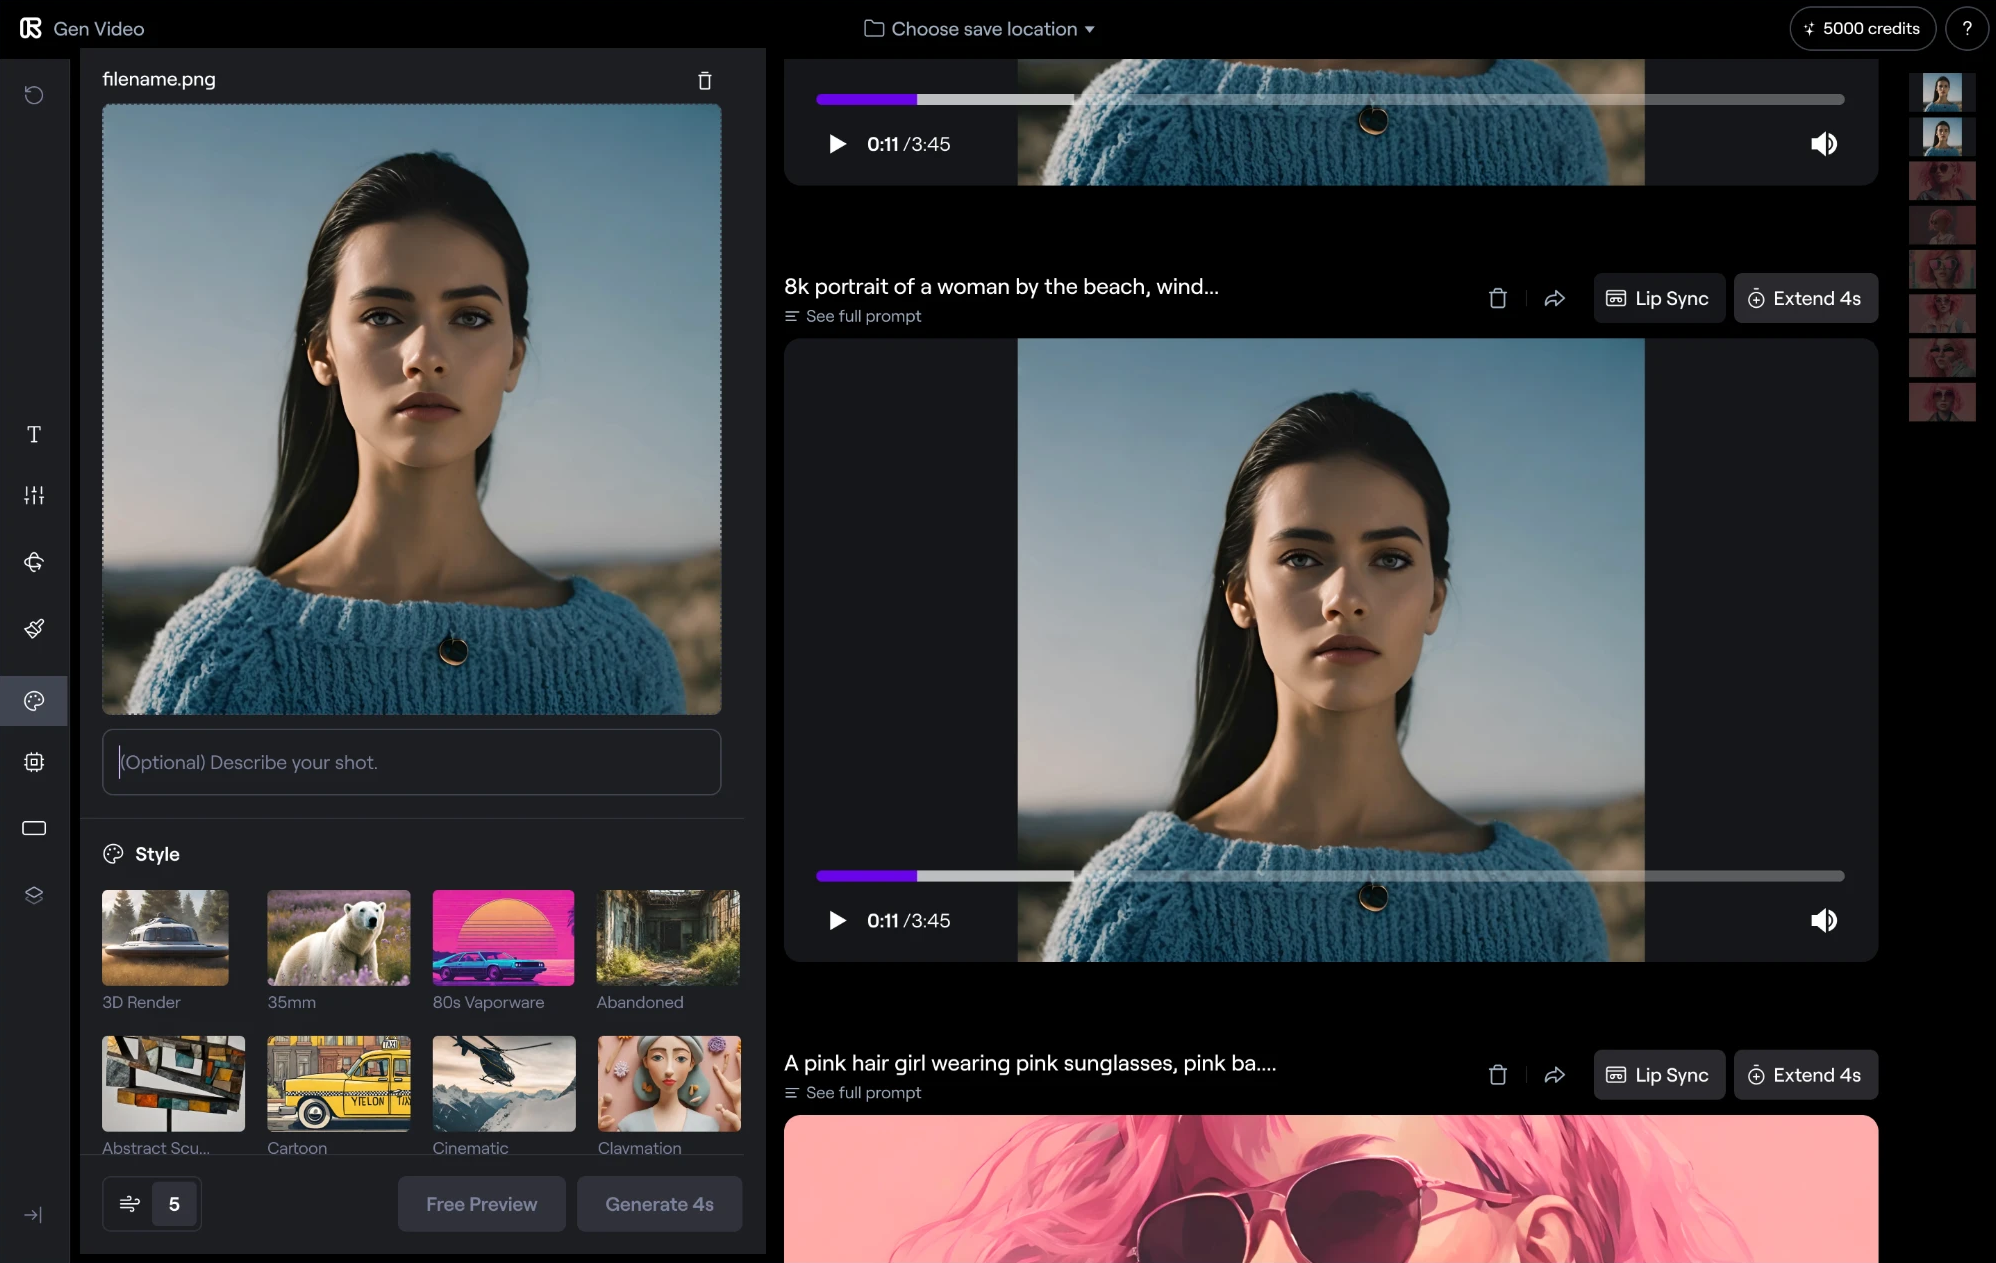 Gen Video
Choose save location
5000 credits
?
filename.png
0:11 /3:45
8k portrait of a woman by the beach, wind...
See full prompt
Lip Sync
Extend 4s
(Optional) Describe your shot.
Style
0:11 /3:45
3D Render
35mm
80s Vaporware
Abandoned
A pink hair girl wearing pink sunglasses, pink ba....
See full prompt
Lip Sync
Extend 4s
TAXI
YIELON TAX
Abstract Scu...
Cartoon
Cinematic
Claymation
5
Free Preview
Generate 4s